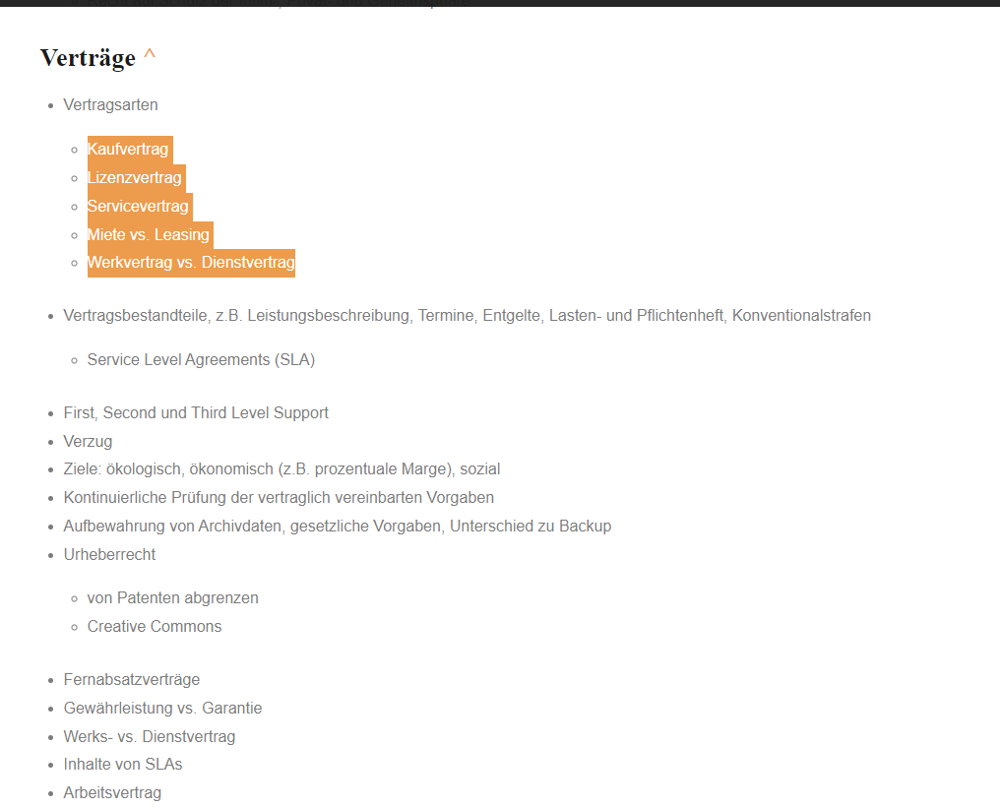 Verträge ^
Vertragsarten
Kaufvertrag
Lizenzvertrag
Servicevertrag
Miete vs. Leasing
Werkvertrag vs. Dienstvertrag
Vertragsbestandteile, z.B. Leistungsbeschreibung, Termine, Entgelte, Lasten- und Pflichtenheft, Konventionalstrafen
Service Level Agreements (SLA)
First, Second und Third Level Support
Verzug
Ziele: ökologisch, ökonomisch (z.B. prozentuale Marge), sozial
Kontinuierliche Prüfung der vertraglich vereinbarten Vorgaben
Aufbewahrung von Archivdaten, gesetzliche Vorgaben, Unterschied zu Backup
Urheberrecht
von Patenten abgrenzen
Creative Commons
Fernabsatzverträge
Gewährleistung vs. Garantie
Werks- vs. Dienstvertrag
Inhalte von SLAs
Arbeitsvertrag